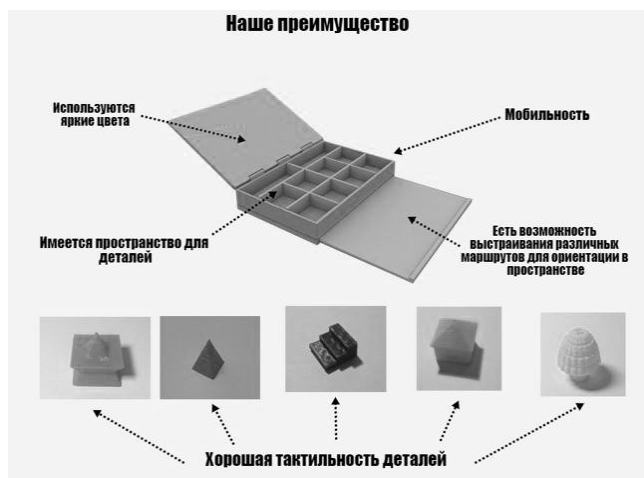 Наше преимущество
Используются
яркие цвета
Мобильность
Имеется пространство для
деталей
Есть возможность
выстраивания различных
маршрутов для ориентации в
пространстве
Хорошая тактильность деталей